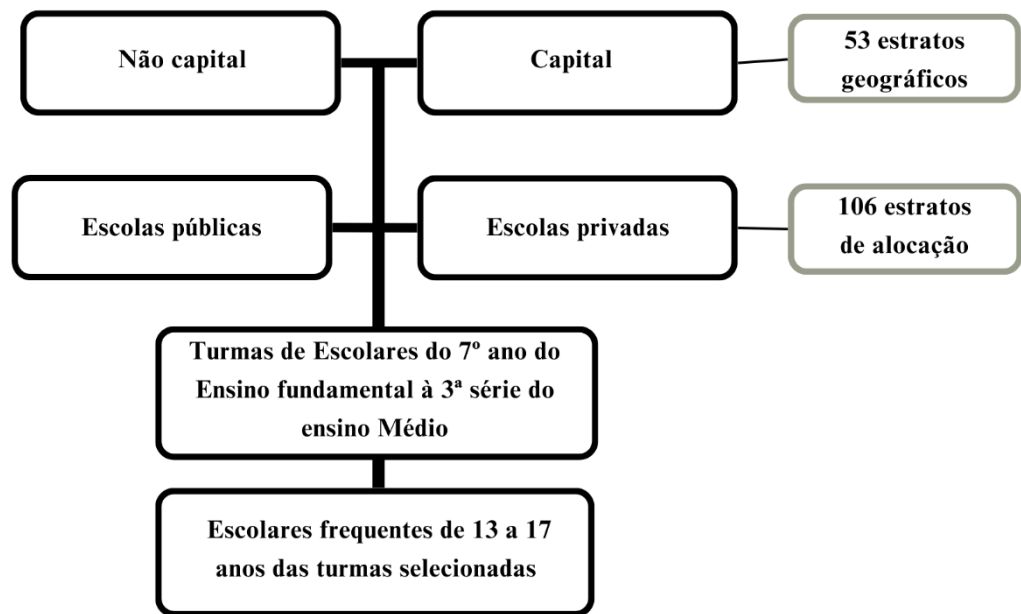 Não capital
Capital
53 estratos
geográficos
Escolas públicas
Escolas privadas
106 estratos
de alocação
Turmas de Escolares do 7º ano do
Ensino fundamental à 3ª série do
ensino Médio
Escolares frequentes de 13 a 17
anos das turmas selecionadas